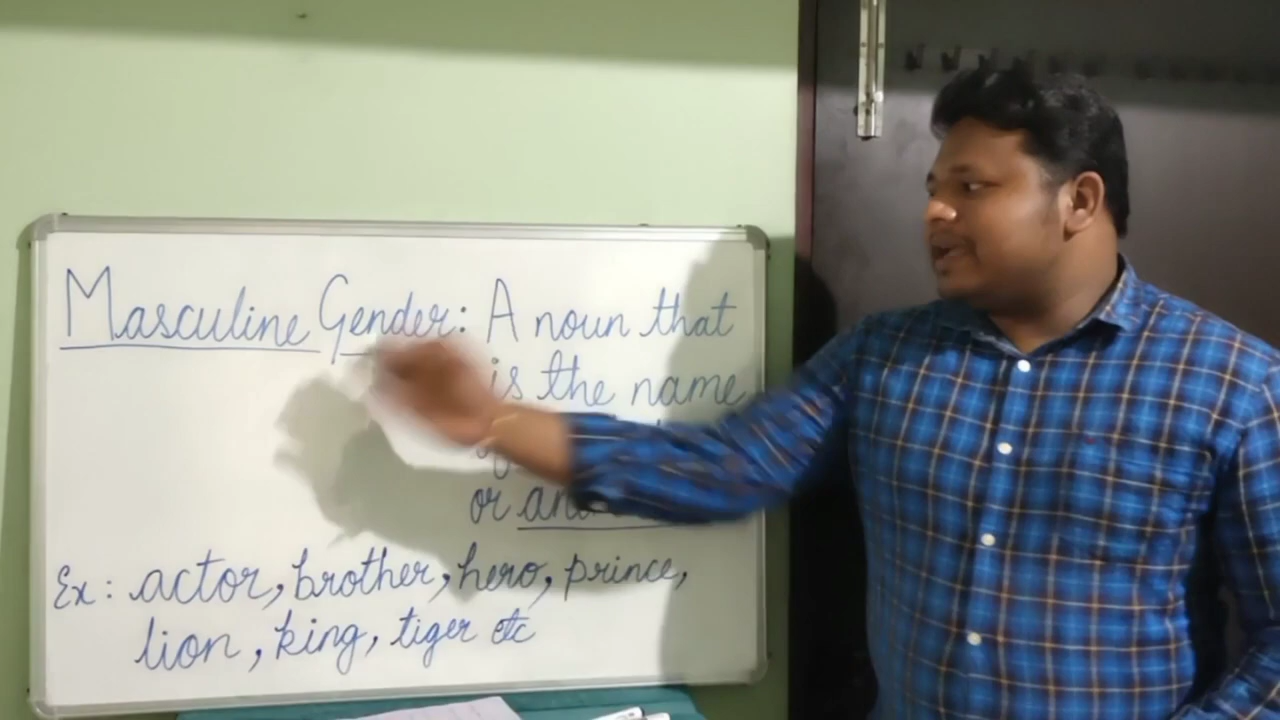 Masculine Gender: A noun that
is the name
or
Ex: actor, brother, hero, prince,
lion, king, tiger etc